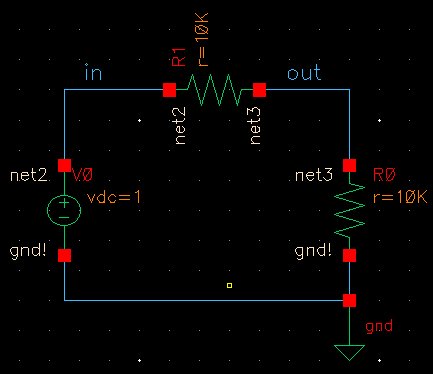 in
R1
r=10K
out
net2
net3
net2
V0
vdc=1
net3
R0
r=10K
gnd!
gnd!
gnd